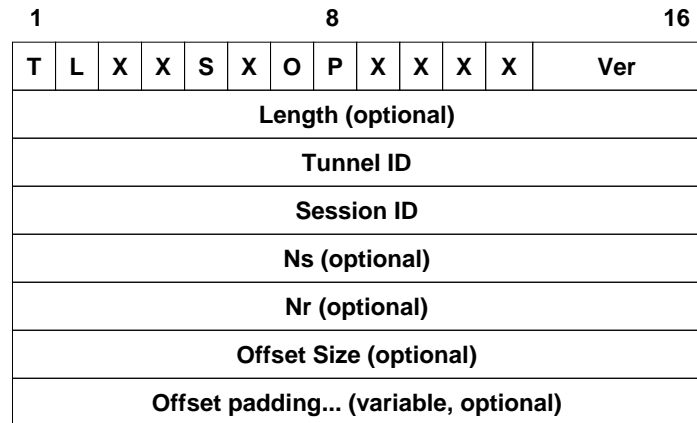 1 8 16
T L X X S X O P X X X X Ver
Length (optional)
Tunnel ID
Session ID
Ns (optional)
Nr (optional)
Offset Size (optional)
Offset padding... (variable, optional)